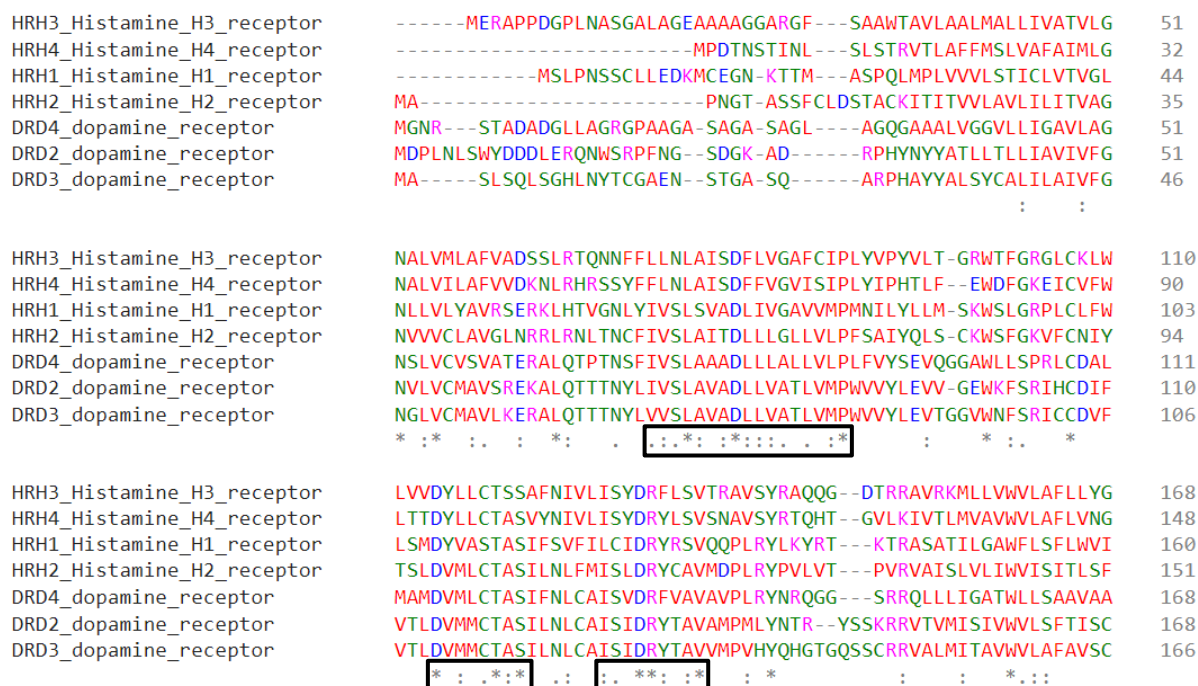 HRH3_Histamine_H3_receptor ------MERAPPDGPLNASGALAGEAAAAGGARGF---SAAWTAVLAALMALLIVATVLG 51
HRH4_Histamine_H4_receptor -------------------------MPDTNSTINL---SLSTRVTLAFFMSLVAFAIMLG 32
HRH1_Histamine_H1_receptor ------------MSLPNSSCLLEDKMCEGN-KTTM---ASPQLMPLVVVLSTICLVTVGL 44
HRH2_Histamine_H2_receptor MA------------------------PNGT-ASSFCLDSTACKITITVVLAVLILITVAG 35
DRD4_dopamine_receptor MGNR---STADADGLLAGRGPAAGA-SAGA-SAGL----AGQGAAALVGGVLLIGAVLAG 51
DRD2_dopamine_receptor MDPLNLSWYDDDLERQNWSRPFNG--SDGK-AD------RPHYNYYATLLTLLIAVIVFG 51
DRD3_dopamine_receptor MA-----SLSQLSGHLNYTCGAEN--STGA-SQ------ARPHAYYALSYCALILAIVFG 46
: :
HRH3_Histamine_H3_receptor NALVMLAFVADSSLRTQNNFFLLNLAISDFLVGAFCIPLYVPYVLT-GRWTFGRGLCKLW 110
HRH4_Histamine_H4_receptor NALVILAFVVDKNLRHRSSYFFLNLAISDFFVGVISIPLYIPHTLF--EWDFGKEICVFW 90
HRH1_Histamine_H1_receptor NLLVLYAVRSERKLHTVGNLYIVSLSVADLIVGAVVMPMNILYLLM-SKWSLGRPLCLFW 103
HRH2_Histamine_H2_receptor NVVVCLAVGLNRRLRNLTNCFIVSLAITDLLLGLLVLPFSAIYQLS-CKWSFGKVFCNIY 94
DRD4_dopamine_receptor NSLVCVSVATERALQTPTNSFIVSLAAADLLLALLVLPLFVYSEVQGGAWLLSPRLCDAL 111
DRD2_dopamine_receptor NVLVCMAVSREKALQTTTNYLIVSLAVADLLVATLVMPWVVYLEVV-GEWKFSRIHCDIF 110
DRD3_dopamine_receptor NGLVCMAVLKERALQTTTNYLVVSLAVADLLVATLVMPWVVYLEVTGGVWNFSRICCDVF 106
* :* :. : *: . .:.*: :*:::. . :* : * :. *
HRH3_Histamine_H3_receptor LVVDYLLCTSSAFNIVLISYDRFLSVTRAVSYRAQQG--DTRRAVRKMLLVWVLAFLLYG 168
HRH4_Histamine_H4_receptor LTTDYLLCTASVYNIVLISYDRYLSVSNAVSYRTQHT--GVLKIVTLMVAVWVLAFLVNG 148
HRH1_Histamine_H1_receptor LSMDYVASTASIFSVFILCIDRYRSVQQPLRYLKYRT---KTRASATILGAWFLSFLWVI 160
HRH2_Histamine_H2_receptor TSLDVMLCTASILNLFMISLDRYCAVMDPLRYPVLVT---PVRVAISLVLIWVISITLSF 151
DRD4_dopamine_receptor MAMDVMLCTASIFNLCAISVDRFVAVAVPLRYNRQGG---SRRQLLLIGATWLLSAAVAA 168
DRD2_dopamine_receptor VTLDVMMCTASILNLCAISIDRYTAVAMPMLYNTR--YSSKRRVTVMISIVWVLSFTISC 168
DRD3_dopamine_receptor VTLDVMMCTASILNLCAISIDRYTAVVMPVHYQHGTGQSSCRRVALMITAVWVLAFAVSC 166
* : .*:* .: :. **: :* : * : : *.::